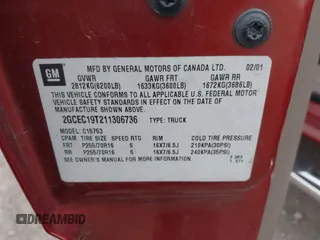 GM
MFD BY GENERAL MOTORS OF CANADA LTD. 02/01
GVWR GAWR FRT GAWR RR
2812KG(6200LB) 1633KG(3600LB) 1672KG(3686LB)
THIS VEHICLE CONFORMS TO ALL APPLICABLE U.S. FEDERAL MOTOR
VEHICLE SAFETY STANDARDS IN EFFECT ON THE DATE OF
MANUFACTURE SHOWN ABOVE.
2GCEC19T211306736 TYPE: TRUCK
MODEL: C15753
TIRE SIZE SPEED RTG RIM COLD TIRE PRESSURE
FRT P255/70R16 S 16X7/6.5J 210KPA(30PSI)
RR P255/70R16 S 16X7/6.5J 240KPA(35PSI)
SEE OWNER'S MANUAL FOR MORE INFORMATION.
DREAMBID